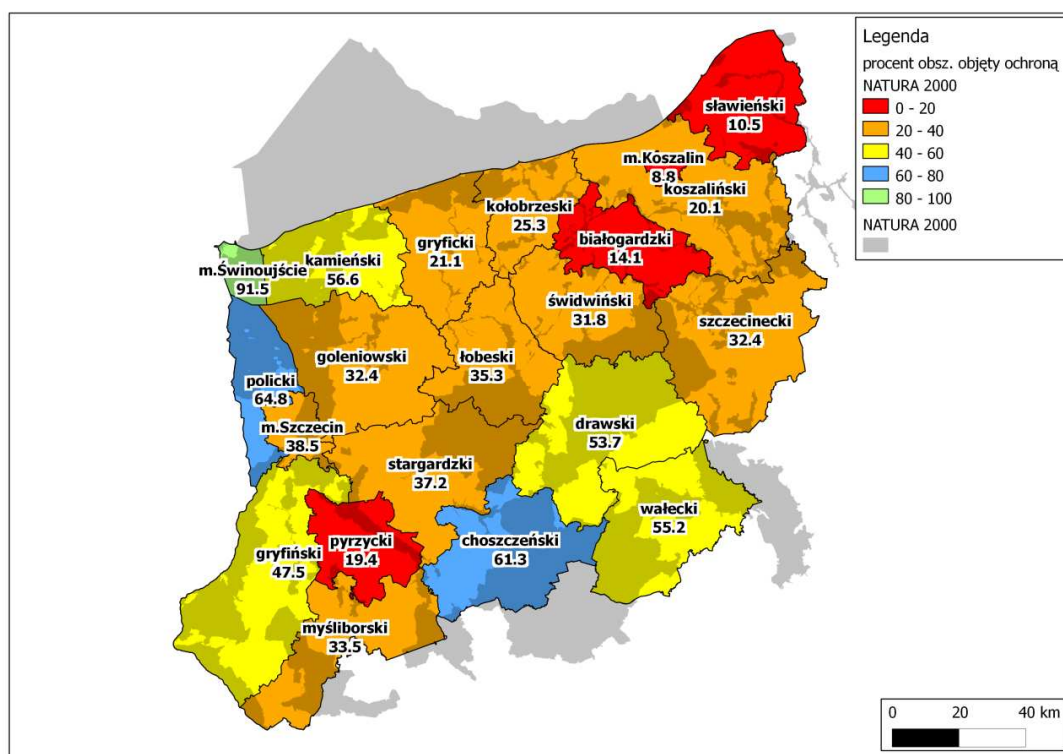 Legenda
procent obsz. objęty ochroną
NATURA 2000
0 - 20
20 - 40
40 - 60
60 - 80
80 - 100
NATURA 2000
sławieński
10.5
m.Koszalin
8.8
koszaliński
20.1
kołobrzeski
25.3
białogardzki
14.1
gryficki
21.1
kamieński
56.6
m.Świnoujście
91.5
świdwiński
31.8
szczecinecki
32.4
goleniowski
32.4
łobeski
35.3
policki
64.8
m.Szczecin
38.5
drawski
53.7
stargardzki
37.2
wałecki
55.2
choszczeński
61.3
pyrzycki
19.4
gryfiński
47.5
myśliborski
33.5
0 20 40 km